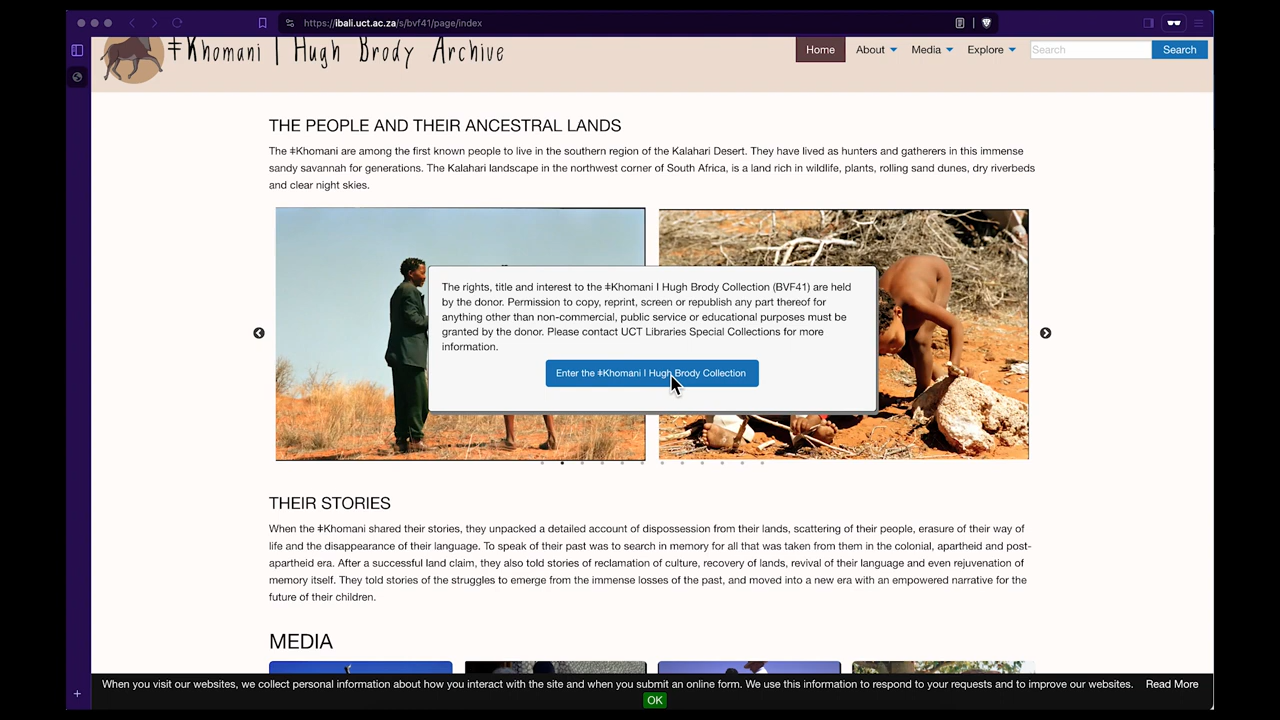 https://ibali.uct.ac.za/s/bvf41/page/index
ǂKhomani | Hugh Brody Archive
Home
About
Media
Explore
Search
Search
THE PEOPLE AND THEIR ANCESTRAL LANDS
The ǂKhomani are among the first known people to live in the southern region of the Kalahari Desert. They have lived as hunters and gatherers in this immense
sandy savannah for generations. The Kalahari landscape in the northwest corner of South Africa, is a land rich in wildlife, plants, rolling sand dunes, dry riverbeds
and clear night skies.
The rights, title and interest to the ǂKhomani | Hugh Brody Collection (BVF41) are held
by the donor. Permission to copy, reprint, screen or republish any part thereof for
anything other than non-commercial, public service or educational purposes must be
granted by the donor. Please contact UCT Libraries Special Collections for more
information.
Enter the ǂKhomani | Hugh Brody Collection
THEIR STORIES
When the ǂKhomani shared their stories, they unpacked a detailed account of dispossession from their lands, scattering of their people, erasure of their way of
life and the disappearance of their language. To speak of their past was to search in memory for all that was taken from them in the colonial, apartheid and post-
apartheid era. After a successful land claim, they also told stories of reclamation of culture, recovery of lands, revival of their language and even rejuvenation of
memory itself. They told stories of the struggles to emerge from the immense losses of the past, and moved into a new era with an empowered narrative for the
future of their children.
MEDIA
When you visit our websites, we collect personal information about how you interact with the site and when you submit an online form. We use this information to respond to your requests and to improve our websites.
Read More
OK